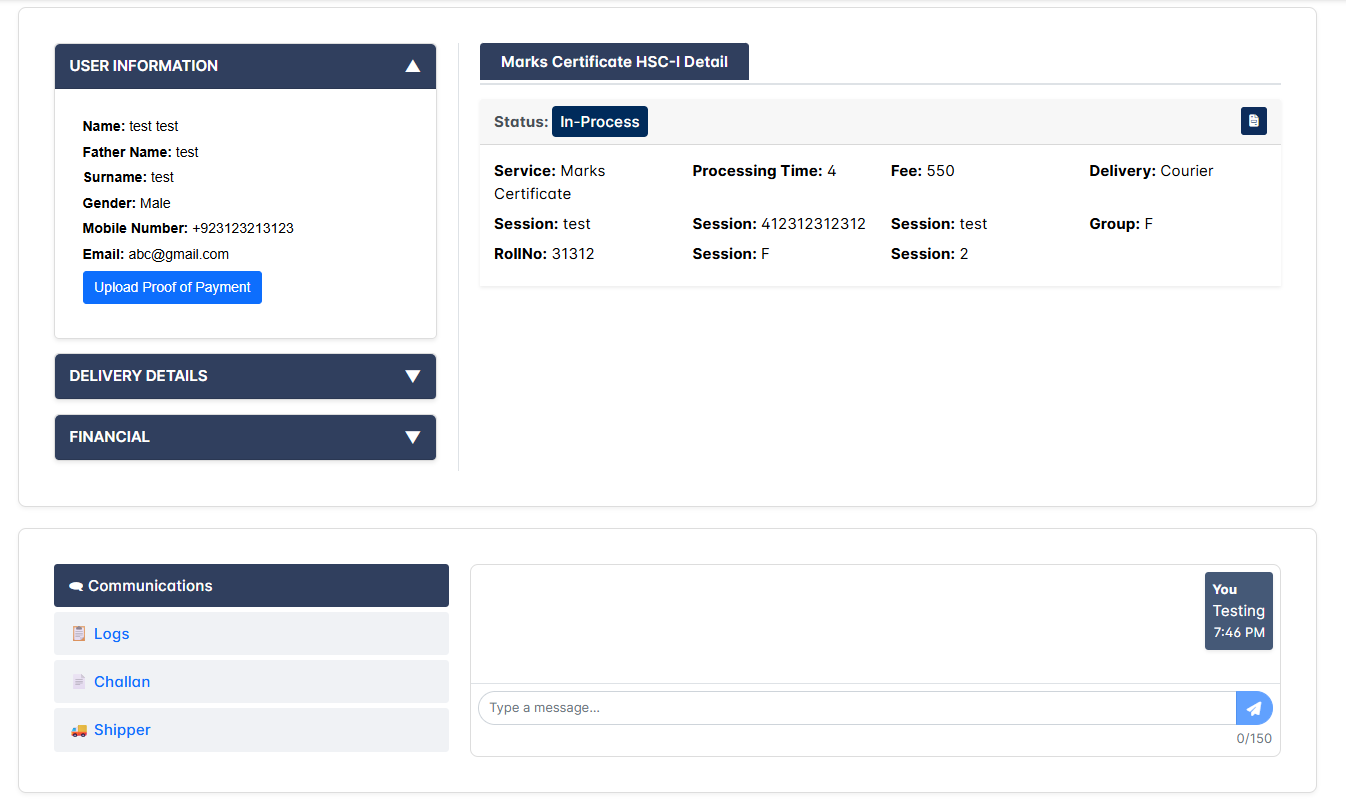 USER INFORMATION ▲
Name: test test
Father Name: test
Surname: test
Gender: Male
Mobile Number: +923123213123
Email: abc@gmail.com
Upload Proof of Payment
DELIVERY DETAILS ▼
FINANCIAL ▼
Marks Certificate HSC-I Detail
Status: In-Process
Service: Marks Certificate
Processing Time: 4
Fee: 550
Delivery: Courier
Session: test
Session: 412312312312
Session: test
Group: F
RollNo: 31312
Session: F
Session: 2
Communications
Logs
Challan
Shipper
You
Testing
7:46 PM
Type a message...
0/150